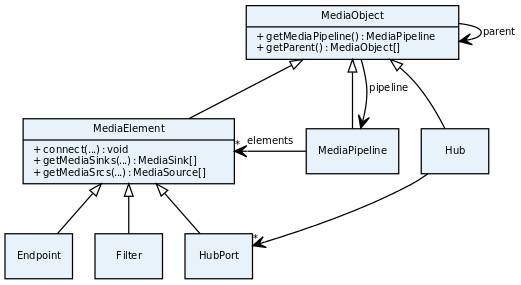 MediaObject
+ getMediaPipeline() : MediaPipeline
+ getParent() : MediaObject[]
parent
pipeline
MediaElement
+ connect(...) : void
+ getMediaSinks(...) : MediaSink[]
+ getMediaSrcs(...) : MediaSource[]
* elements
MediaPipeline
Hub
Endpoint
Filter
HubPort
*